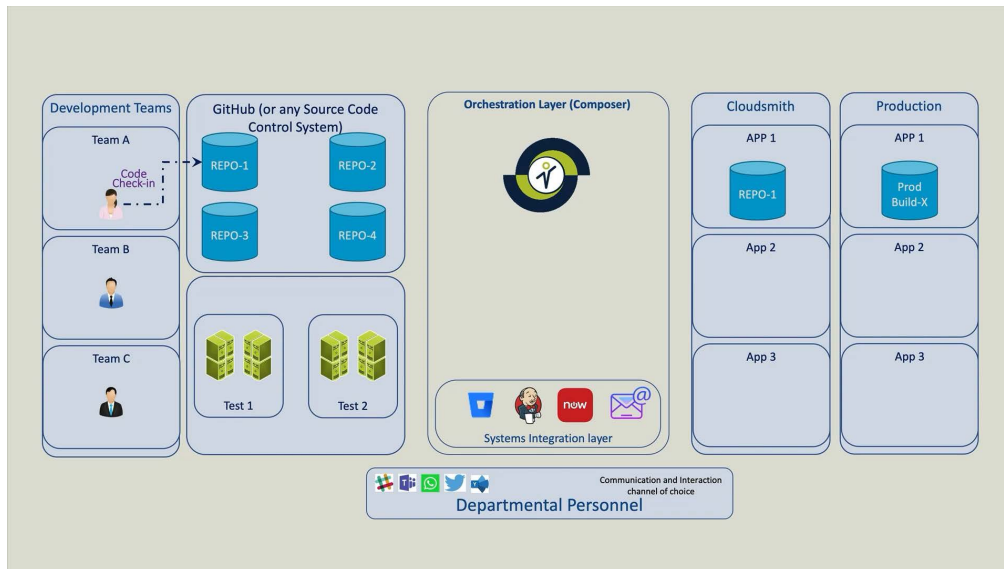 Development Teams
Team A
Code
Check-in
Team B
Team C
GitHub (or any Source Code
Control System)
REPO-1
REPO-2
REPO-3
REPO-4
Test 1
Test 2
Orchestration Layer (Composer)
now
Systems Integration layer
Cloudsmith
APP 1
REPO-1
App 2
App 3
Production
APP 1
Prod
Build-X
App 2
App 3
Communication and Interaction
channel of choice
Departmental Personnel